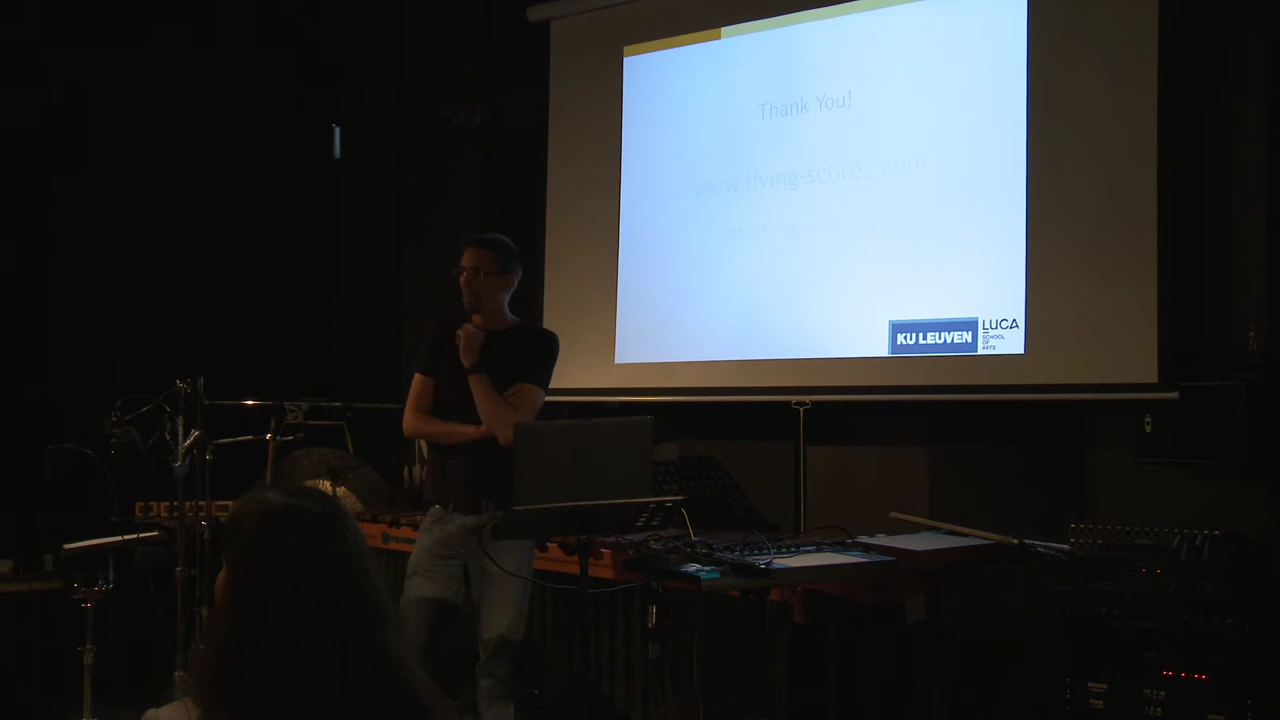 Thank You!
www.living-scores.com
KU LEUVEN
LUCA
SCHOOL
OF
ARTS